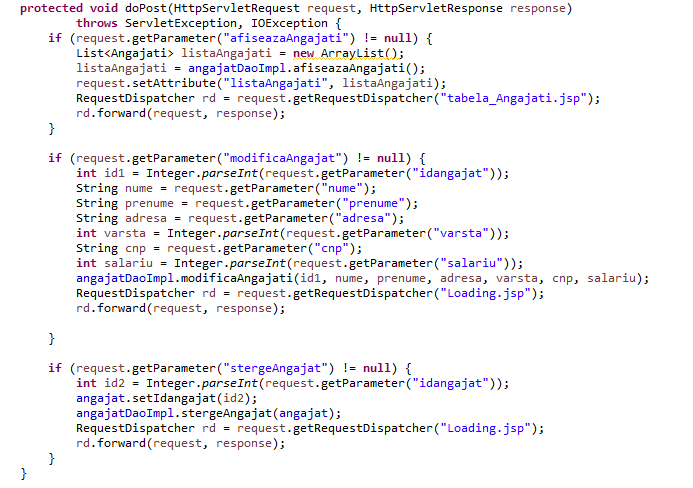 protected void doPost(HttpServletRequest request, HttpServletResponse response)
        throws ServletException, IOException {
    if (request.getParameter("afiseazaAngajati") != null) {
        List<Angajati> listaAngajati = new ArrayList();
        listaAngajati = angajatDaoImpl.afiseazaAngajati();
        request.setAttribute("listaAngajati", listaAngajati);
        RequestDispatcher rd = request.getRequestDispatcher("tabela_Angajati.jsp");
        rd.forward(request, response);
    }

    if (request.getParameter("modificaAngajat") != null) {
        int id1 = Integer.parseInt(request.getParameter("idangajat"));
        String nume = request.getParameter("nume");
        String prenume = request.getParameter("prenume");
        String adresa = request.getParameter("adresa");
        int varsta = Integer.parseInt(request.getParameter("varsta"));
        String cnp = request.getParameter("cnp");
        int salariu = Integer.parseInt(request.getParameter("salariu"));
        angajatDaoImpl.modificaAngajati(id1, nume, prenume, adresa, varsta, cnp, salariu);
        RequestDispatcher rd = request.getRequestDispatcher("Loading.jsp");
        rd.forward(request, response);

    }

    if (request.getParameter("stergeAngajat") != null) {
        int id2 = Integer.parseInt(request.getParameter("idangajat"));
        angajat.setIdangajat(id2);
        angajatDaoImpl.stergeAngajat(angajat);
        RequestDispatcher rd = request.getRequestDispatcher("Loading.jsp");
        rd.forward(request, response);
    }
}